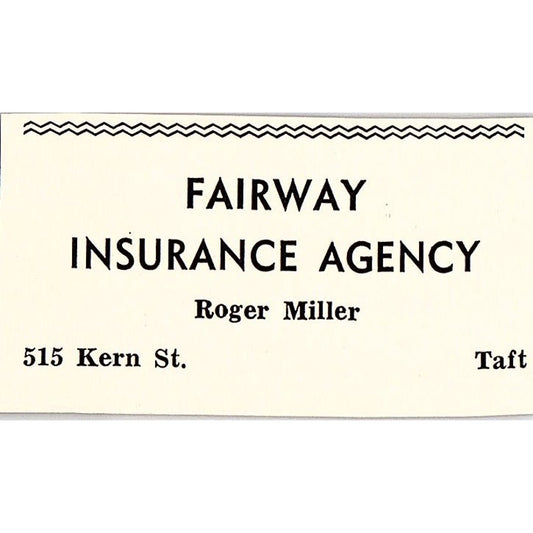 FAIRWAY
INSURANCE AGENCY
Roger Miller
515 Kern St. Taft